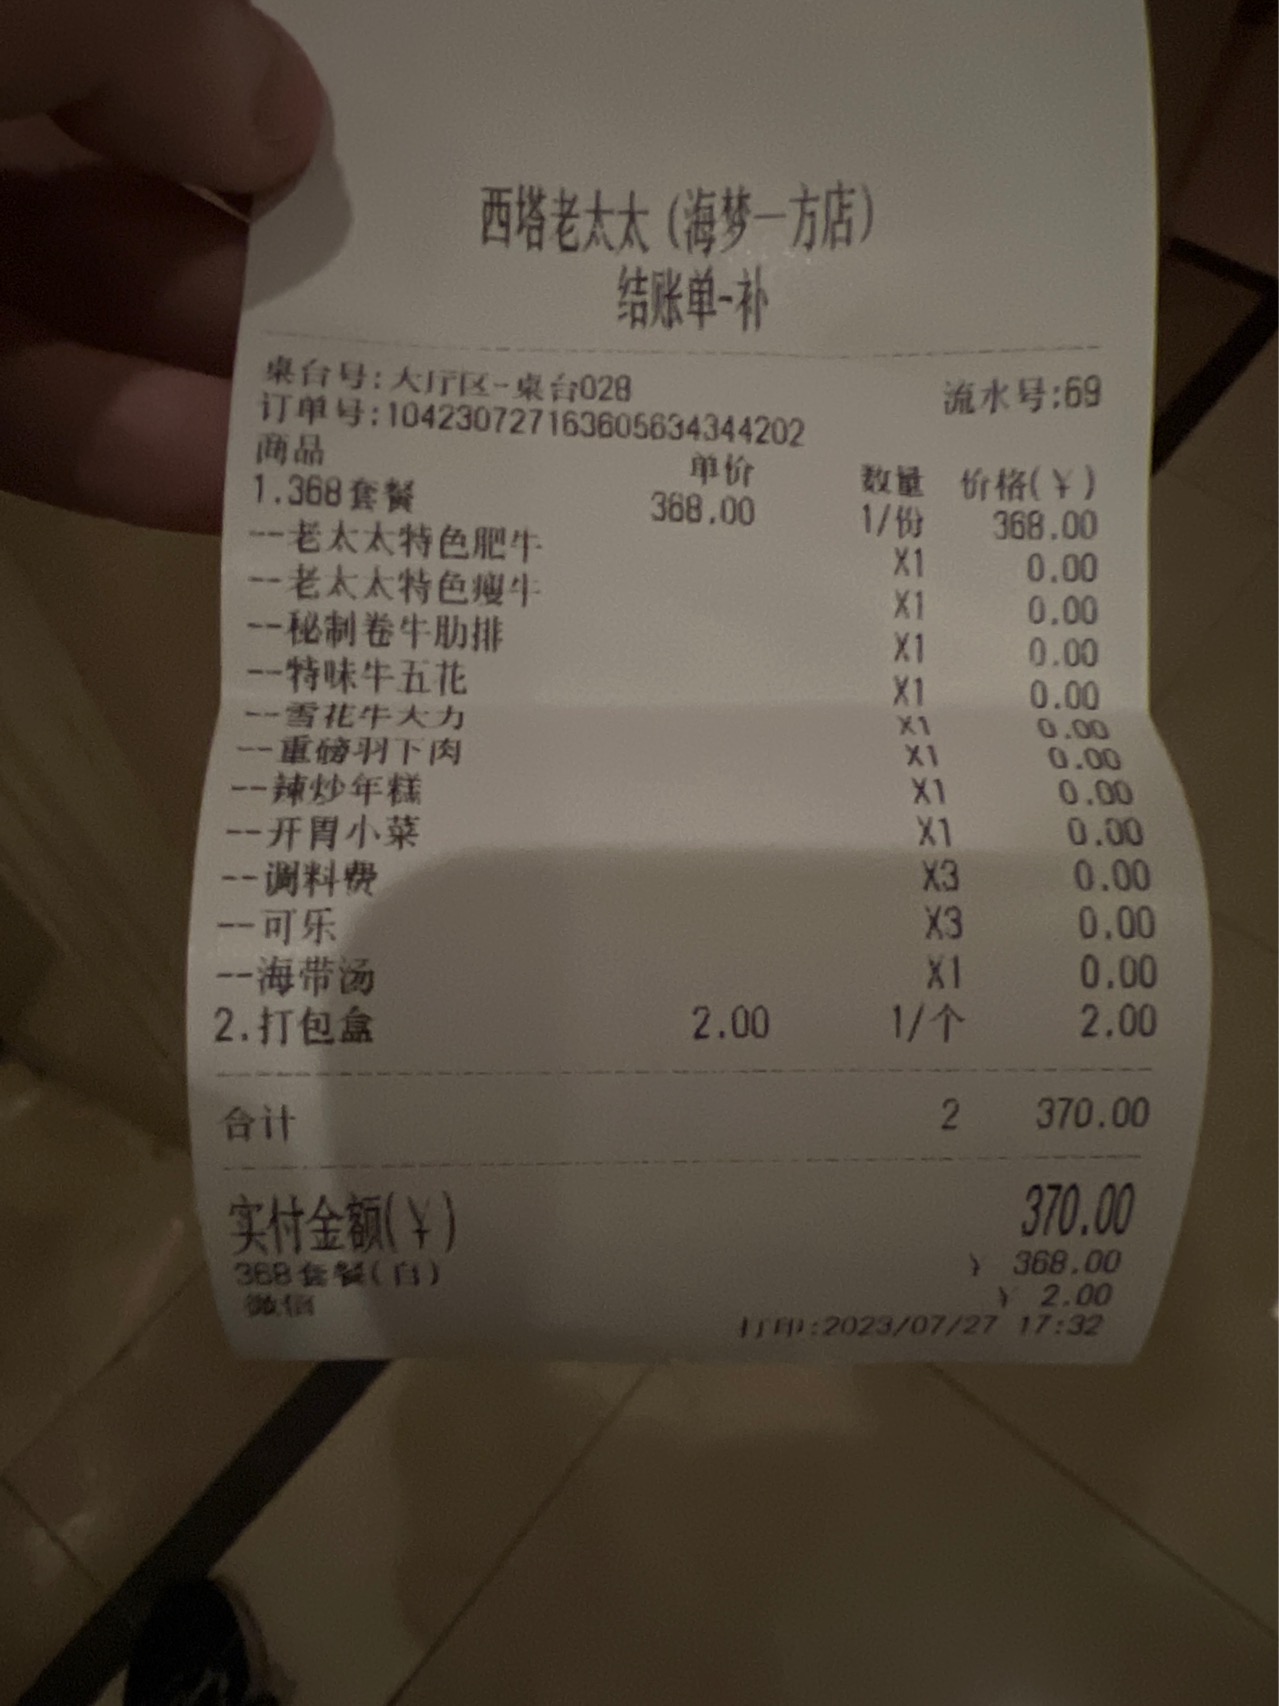 西塔老太太(海梦一方店)
结账单-补
桌台号:大厅区-桌台028 流水号:69
订单号:1042307271636056343​44202
商品 单价 数量 价格(¥)
1.368套餐 368.00 1/份 368.00
--老太太特色肥牛 X1 0.00
--老太太特色瘦牛 X1 0.00
--秘制卷牛肋排 X1 0.00
--特味牛五花 X1 0.00
--雪花牛大力 X1 0.00
--重磅羽下肉 X1 0.00
--辣炒年糕 X1 0.00
--开胃小菜 X1 0.00
--调料费 X3 0.00
--可乐 X3 0.00
--海带汤 X1 0.00
2.打包盒 2.00 1/个 2.00
合计 2 370.00
实付金额(¥) 370.00
368套餐(自) ¥ 368.00
微信 ¥ 2.00
打印:2023/07/27 17:32